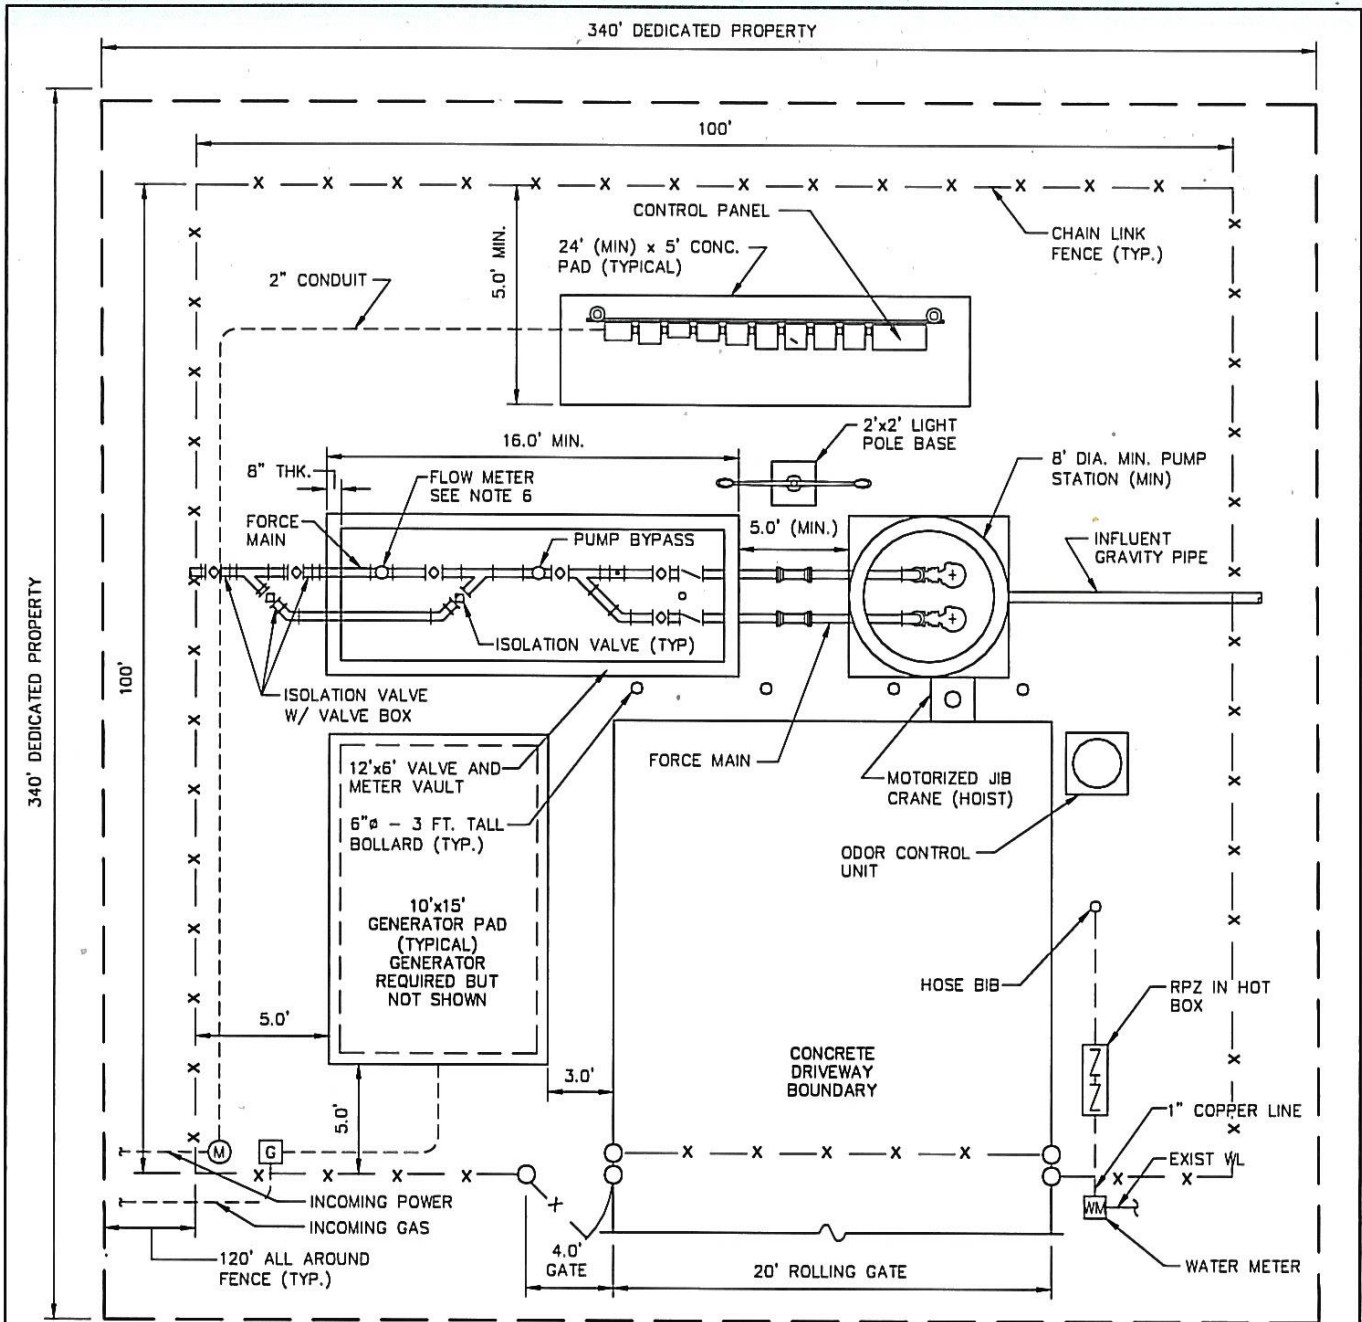 340' DEDICATED PROPERTY
100'
CONTROL PANEL
CHAIN LINK
FENCE (TYP.)
24' (MIN) x 5' CONC.
PAD (TYPICAL)
5.0' MIN.
2" CONDUIT
2'x2' LIGHT
POLE BASE
16.0' MIN.
8" THK.
FLOW METER
SEE NOTE 6
8' DIA. MIN. PUMP
STATION (MIN)
FORCE
MAIN
PUMP BYPASS
5.0' (MIN.)
INFLUENT
GRAVITY PIPE
340' DEDICATED PROPERTY
100'
ISOLATION VALVE (TYP)
ISOLATION VALVE
W/ VALVE BOX
FORCE MAIN
12'x6' VALVE AND
METER VAULT
MOTORIZED JIB
CRANE (HOIST)
6"ø - 3 FT. TALL
BOLLARD (TYP.)
ODOR CONTROL
UNIT
10'x15'
GENERATOR PAD
(TYPICAL)
GENERATOR
REQUIRED BUT
NOT SHOWN
HOSE BIB
RPZ IN HOT
BOX
5.0'
CONCRETE
DRIVEWAY
BOUNDARY
3.0'
5.0'
1" COPPER LINE
M
G
EXIST WL
INCOMING POWER
WM
INCOMING GAS
120' ALL AROUND
FENCE (TYP.)
4.0'
GATE
20' ROLLING GATE
WATER METER